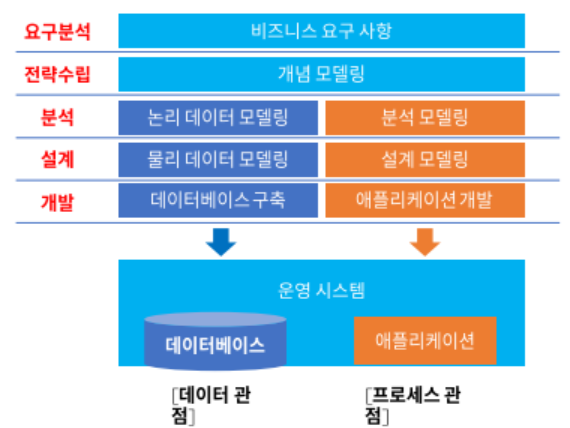 요구분석 비즈니스 요구 사항
전략수립 개념 모델링
분석 논리 데이터 모델링 분석 모델링
설계 물리 데이터 모델링 설계 모델링
개발 데이터베이스 구축 애플리케이션 개발
운영 시스템
데이터베이스 애플리케이션
[데이터 관
점]
[프로세스 관
점]